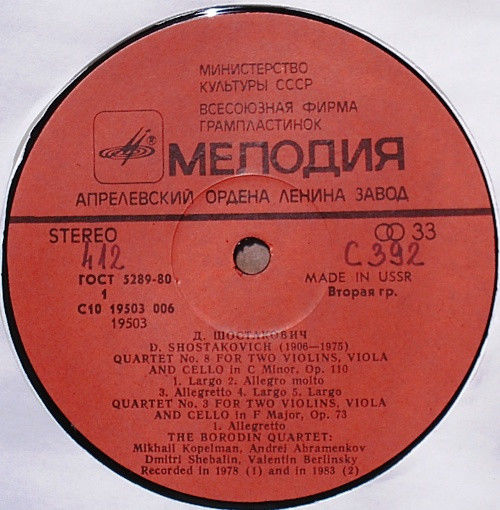 МИНИСТЕРСТВО
КУЛЬТУРЫ СССР
ВСЕСОЮЗНАЯ ФИРМА
ГРАМПЛАСТИНОК
МЕЛОДИЯ
АПРЕЛЕВСКИЙ ОРДЕНА ЛЕНИНА ЗАВОД
STEREO
412
ГОСТ 5289-80
1
С10 19503 006
19503
33
С392
MADE IN USSR
Вторая гр.
Д. ШОСТАКОВИЧ
D. SHOSTAKOVICH (1906—1975)
QUARTET No. 8 FOR TWO VIOLINS, VIOLA
AND CELLO in C Minor, Op. 110
1. Largo 2. Allegro molto
3. Allegretto 4. Largo 5. Largo
QUARTET No. 3 FOR TWO VIOLINS, VIOLA
AND CELLO in F Major, Op. 73
1. Allegretto
THE BORODIN QUARTET:
Mikhail Kopelman, Andrei Abramenkov
Dmitri Shebalin, Valentin Berlinsky
Recorded in 1978 (1) and in 1983 (2)